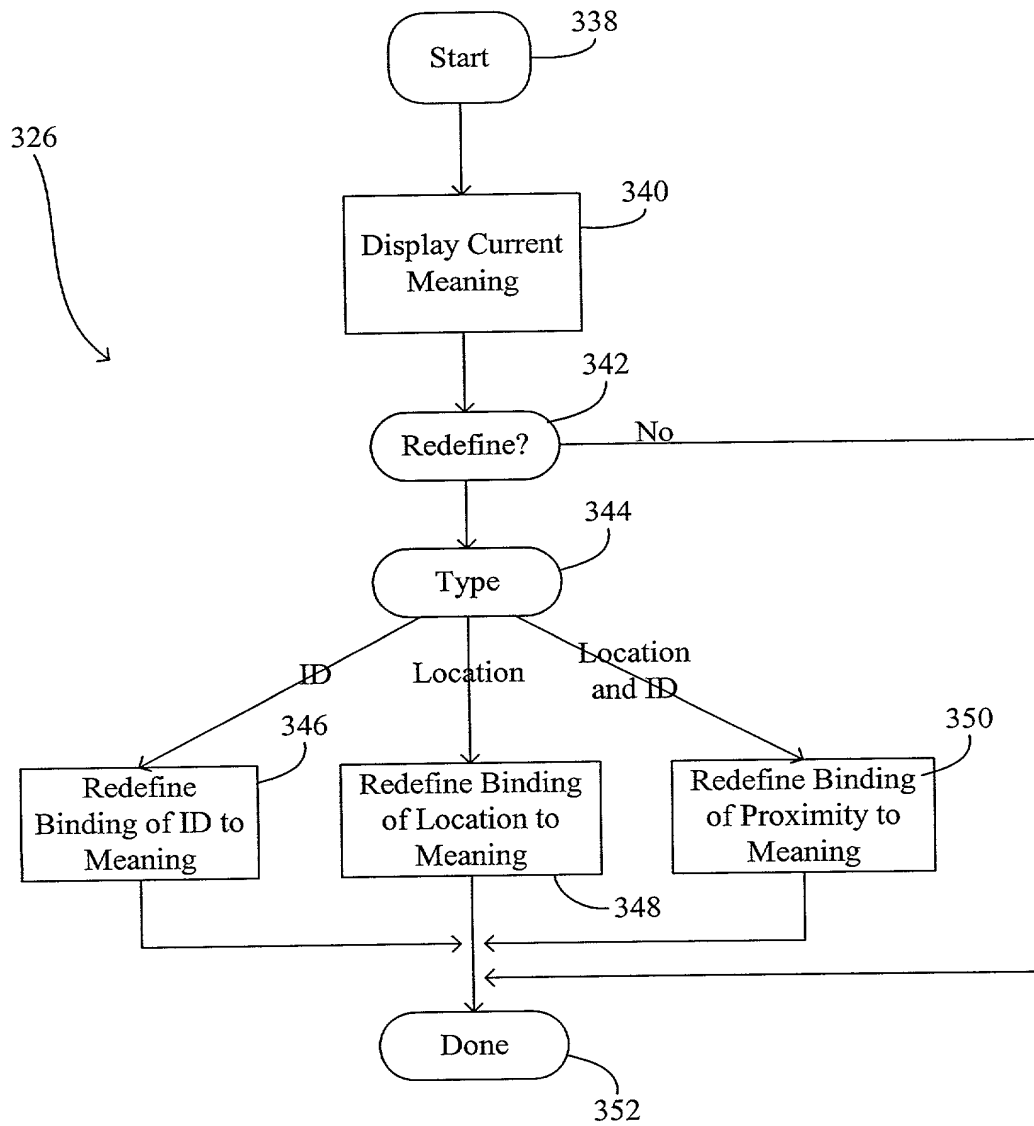 338
Start
326
340
Display Current
Meaning
342
Redefine?
No
344
Type
ID
Location
Location
and ID
346
350
Redefine
Binding of ID to
Meaning
Redefine Binding
of Location to
Meaning
Redefine Binding
of Proximity to
Meaning
348
Done
352